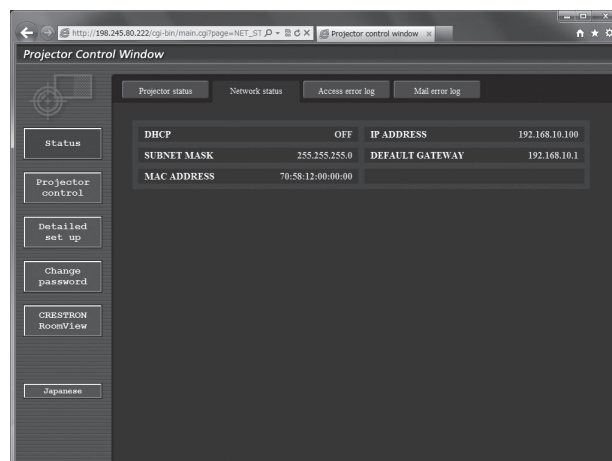 http://198.245.80.222/cgi-bin/main.cgi?page=NET_ST
Projector control window
Projector Control Window
Projector status
Network status
Access error log
Mail error log
Status
Projector control
Detailed set up
Change password
CRESTRON RoomView
Japanese
DHCP OFF IP ADDRESS 192.168.10.100
SUBNET MASK 255.255.255.0 DEFAULT GATEWAY 192.168.10.1
MAC ADDRESS 70:58:12:00:00:00